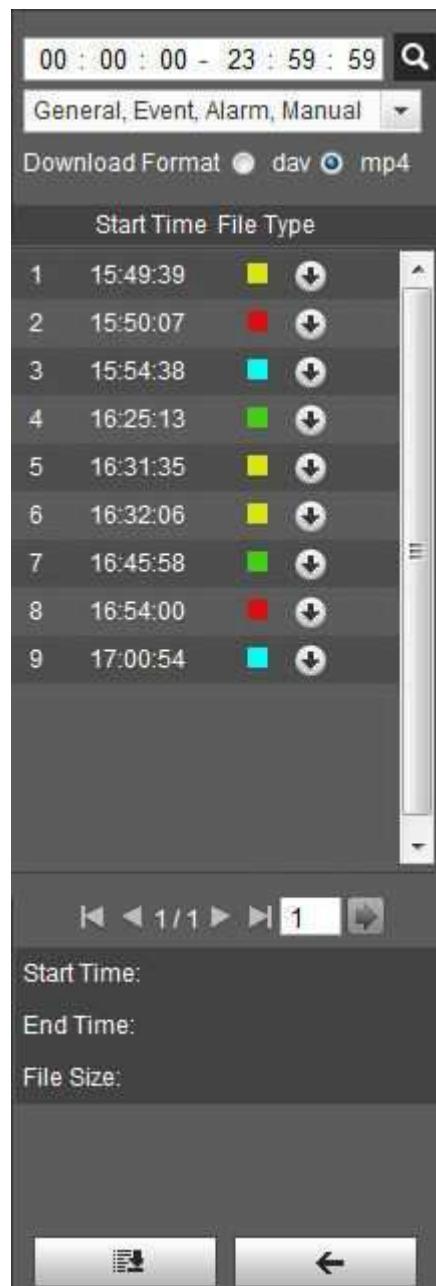 00 : 00 : 00 - 23 : 59 : 59
General, Event, Alarm, Manual
Download Format dav mp4
Start Time File Type
1 15:49:39
2 15:50:07
3 15:54:38
4 16:25:13
5 16:31:35
6 16:32:06
7 16:45:58
8 16:54:00
9 17:00:54
1 / 1 1
Start Time:
End Time:
File Size: